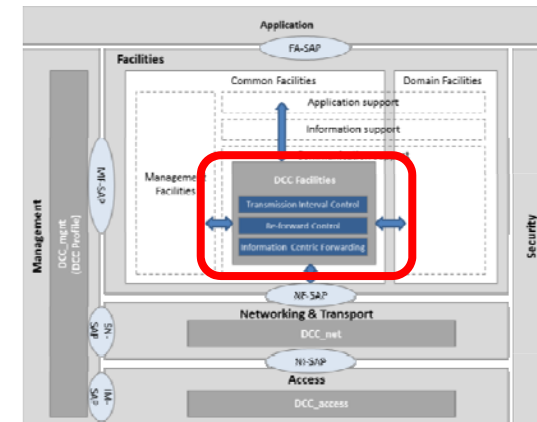 Application
FA-SAP
Facilities
Common Facilities
Domain Facilities
Application support
Information support
Management
Facilities
DCC Facilities
Transmission Interval Control
Re-forward Control
Information Centric Forwarding
MF-SAP
Management
DCC_mgnt
(DCC Profile)
Security
NF-SAP
Networking & Transport
DCC_net
SN-
SAP
NI-SAP
Access
DCC_access
IM-
SAP